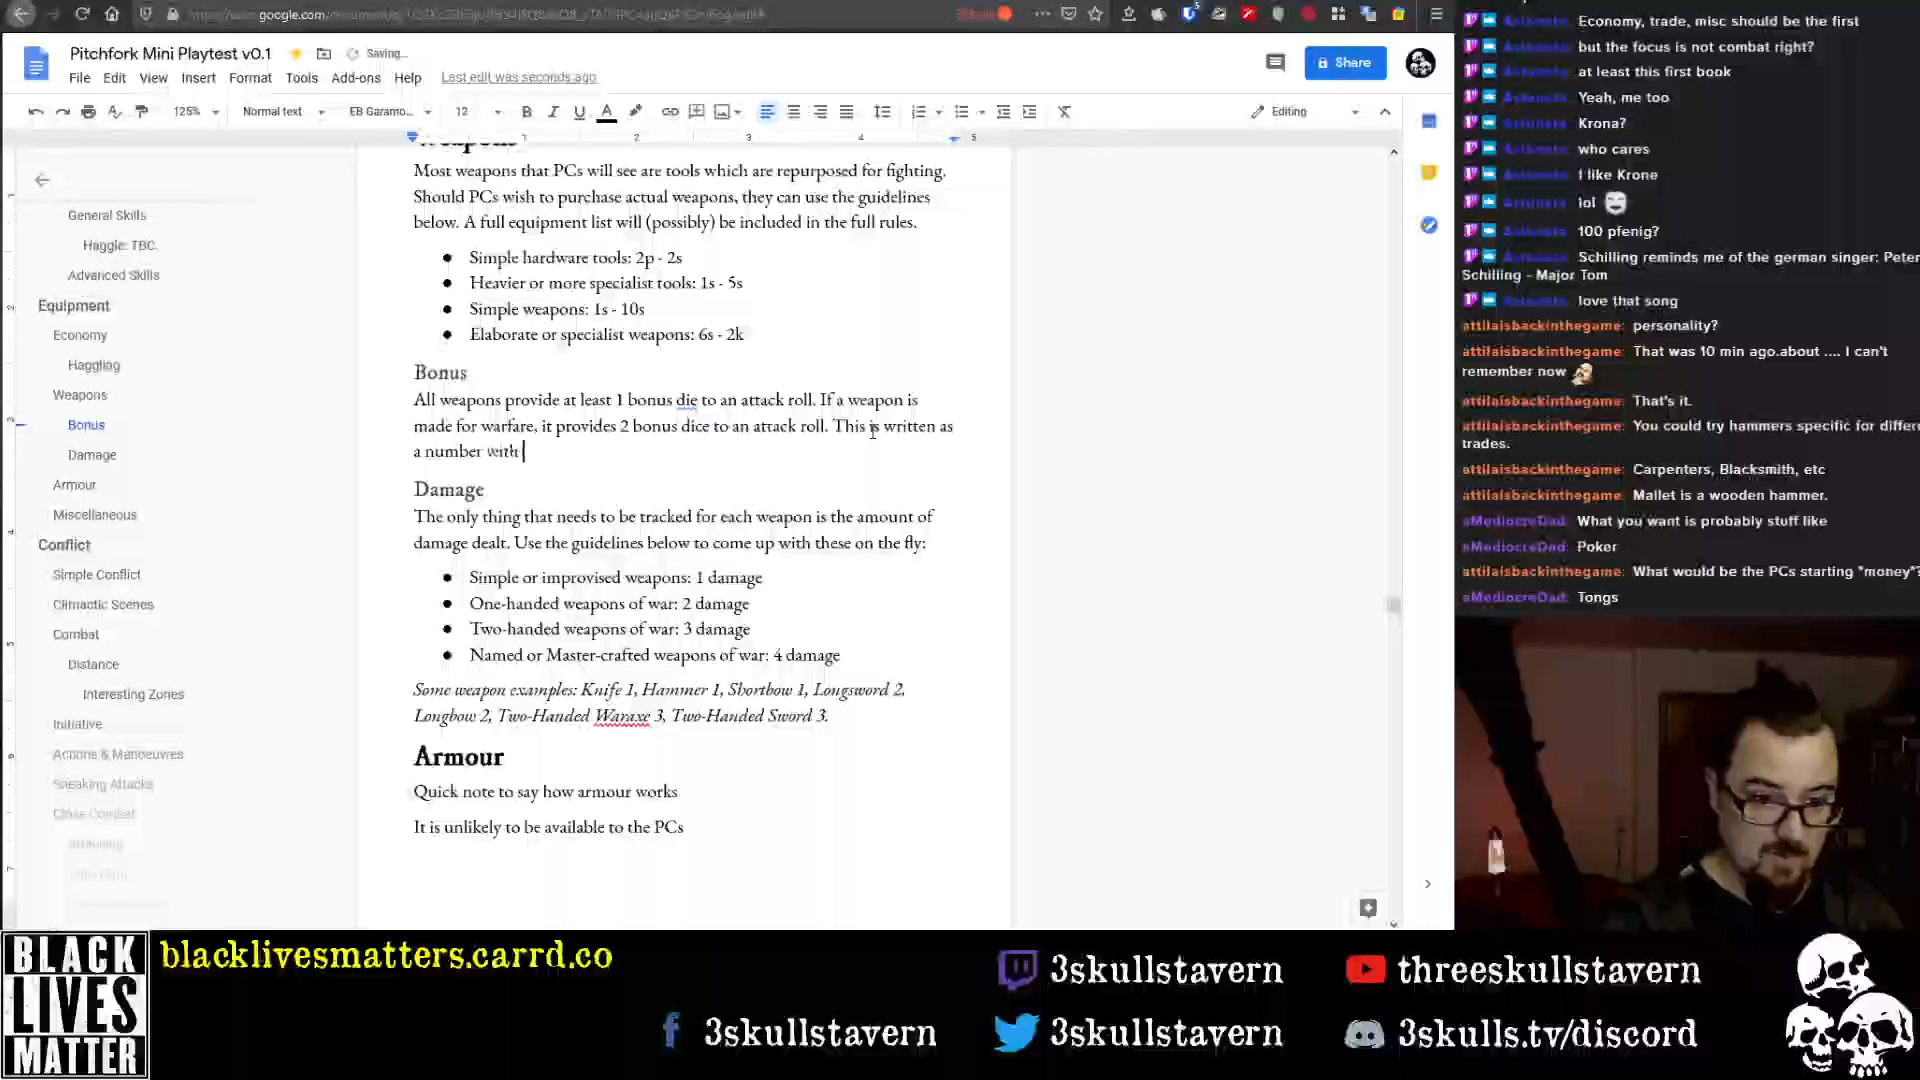 google.com
Pitchfork Mini Playtest v0.1
Saving...
Share
File Edit View Insert Format Tools Add-ons Help
Last edit was seconds ago
125%
Normal text
EB Garamo...
12
Editing
1 2 3 4 5
General Skills
Haggle: TBC.
Advanced Skills
Equipment
Economy
Haggling
Weapons
Bonus
Damage
Armour
Miscellaneous
Conflict
Simple Conflict
Climactic Scenes
Combat
Distance
Interesting Zones
Initiative
Actions & Manoeuvres
Sneaking Attacks
Close Combat
Weapons
Most weapons that PCs will see are tools which are repurposed for fighting.
Should PCs wish to purchase actual weapons, they can use the guidelines
below. A full equipment list will (possibly) be included in the full rules.
● Simple hardware tools: 2p - 2s
● Heavier or more specialist tools: 1s - 5s
● Simple weapons: 1s - 10s
● Elaborate or specialist weapons: 6s - 2k
Bonus
All weapons provide at least 1 bonus die to an attack roll. If a weapon is
made for warfare, it provides 2 bonus dice to an attack roll. This is written as
a number with
Damage
The only thing that needs to be tracked for each weapon is the amount of
damage dealt. Use the guidelines below to come up with these on the fly:
● Simple or improvised weapons: 1 damage
● One-handed weapons of war: 2 damage
● Two-handed weapons of war: 3 damage
● Named or Master-crafted weapons of war: 4 damage
Some weapon examples: Knife 1, Hammer 1, Shortbow 1, Longsword 2,
Longbow 2, Two-Handed Waraxe 3, Two-Handed Sword 3.
Armour
Quick note to say how armour works
It is unlikely to be available to the PCs
Economy, trade, misc should be the first
but the focus is not combat right?
at least this first book
Yeah, me too
Krona?
who cares
I like Krone
lol
100 pfenig?
Schilling reminds me of the german singer: Peter
Schilling - Major Tom
love that song
attilaisbackinthegame: personality?
attilaisbackinthegame: That was 10 min ago.about .... I can't
remember now
attilaisbackinthegame: That's it.
attilaisbackinthegame: You could try hammers specific for differe
trades.
attilaisbackinthegame: Carpenters, Blacksmith, etc
attilaisbackinthegame: Mallet is a wooden hammer.
aMediocreDad: What you want is probably stuff like
aMediocreDad: Poker
attilaisbackinthegame: What would be the PCs starting *money*?
aMediocreDad: Tongs
BLACK
LIVES
MATTER
blacklivesmatters.carrd.co
3skullstavern
threeskullstavern
3skullstavern
3skullstavern
3skulls.tv/discord